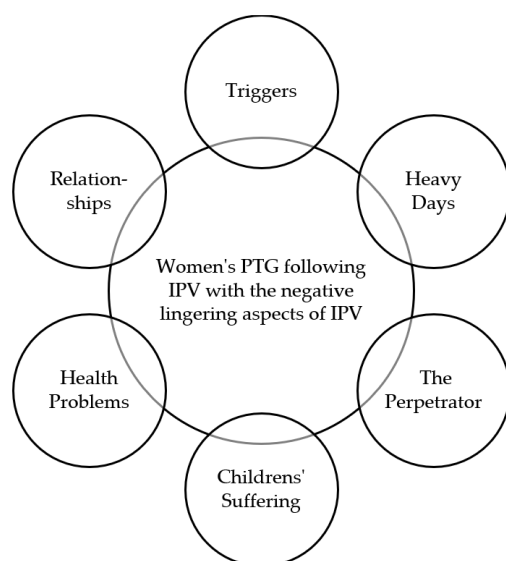 Triggers
Relation-
ships
Heavy
Days
Women's PTG following
IPV with the negative
lingering aspects of IPV
Health
Problems
The
Perpetrator
Childrens'
Suffering